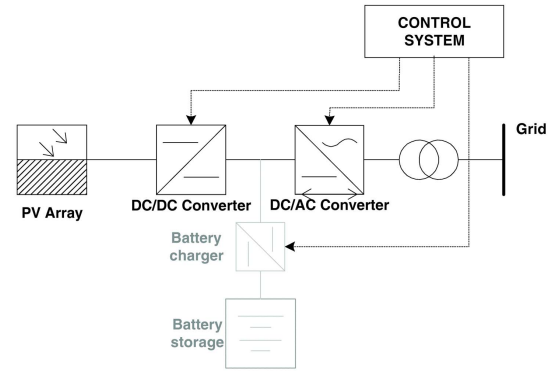 CONTROL
SYSTEM
Grid
PV Array
DC/DC Converter
DC/AC Converter
Battery
charger
Battery
storage